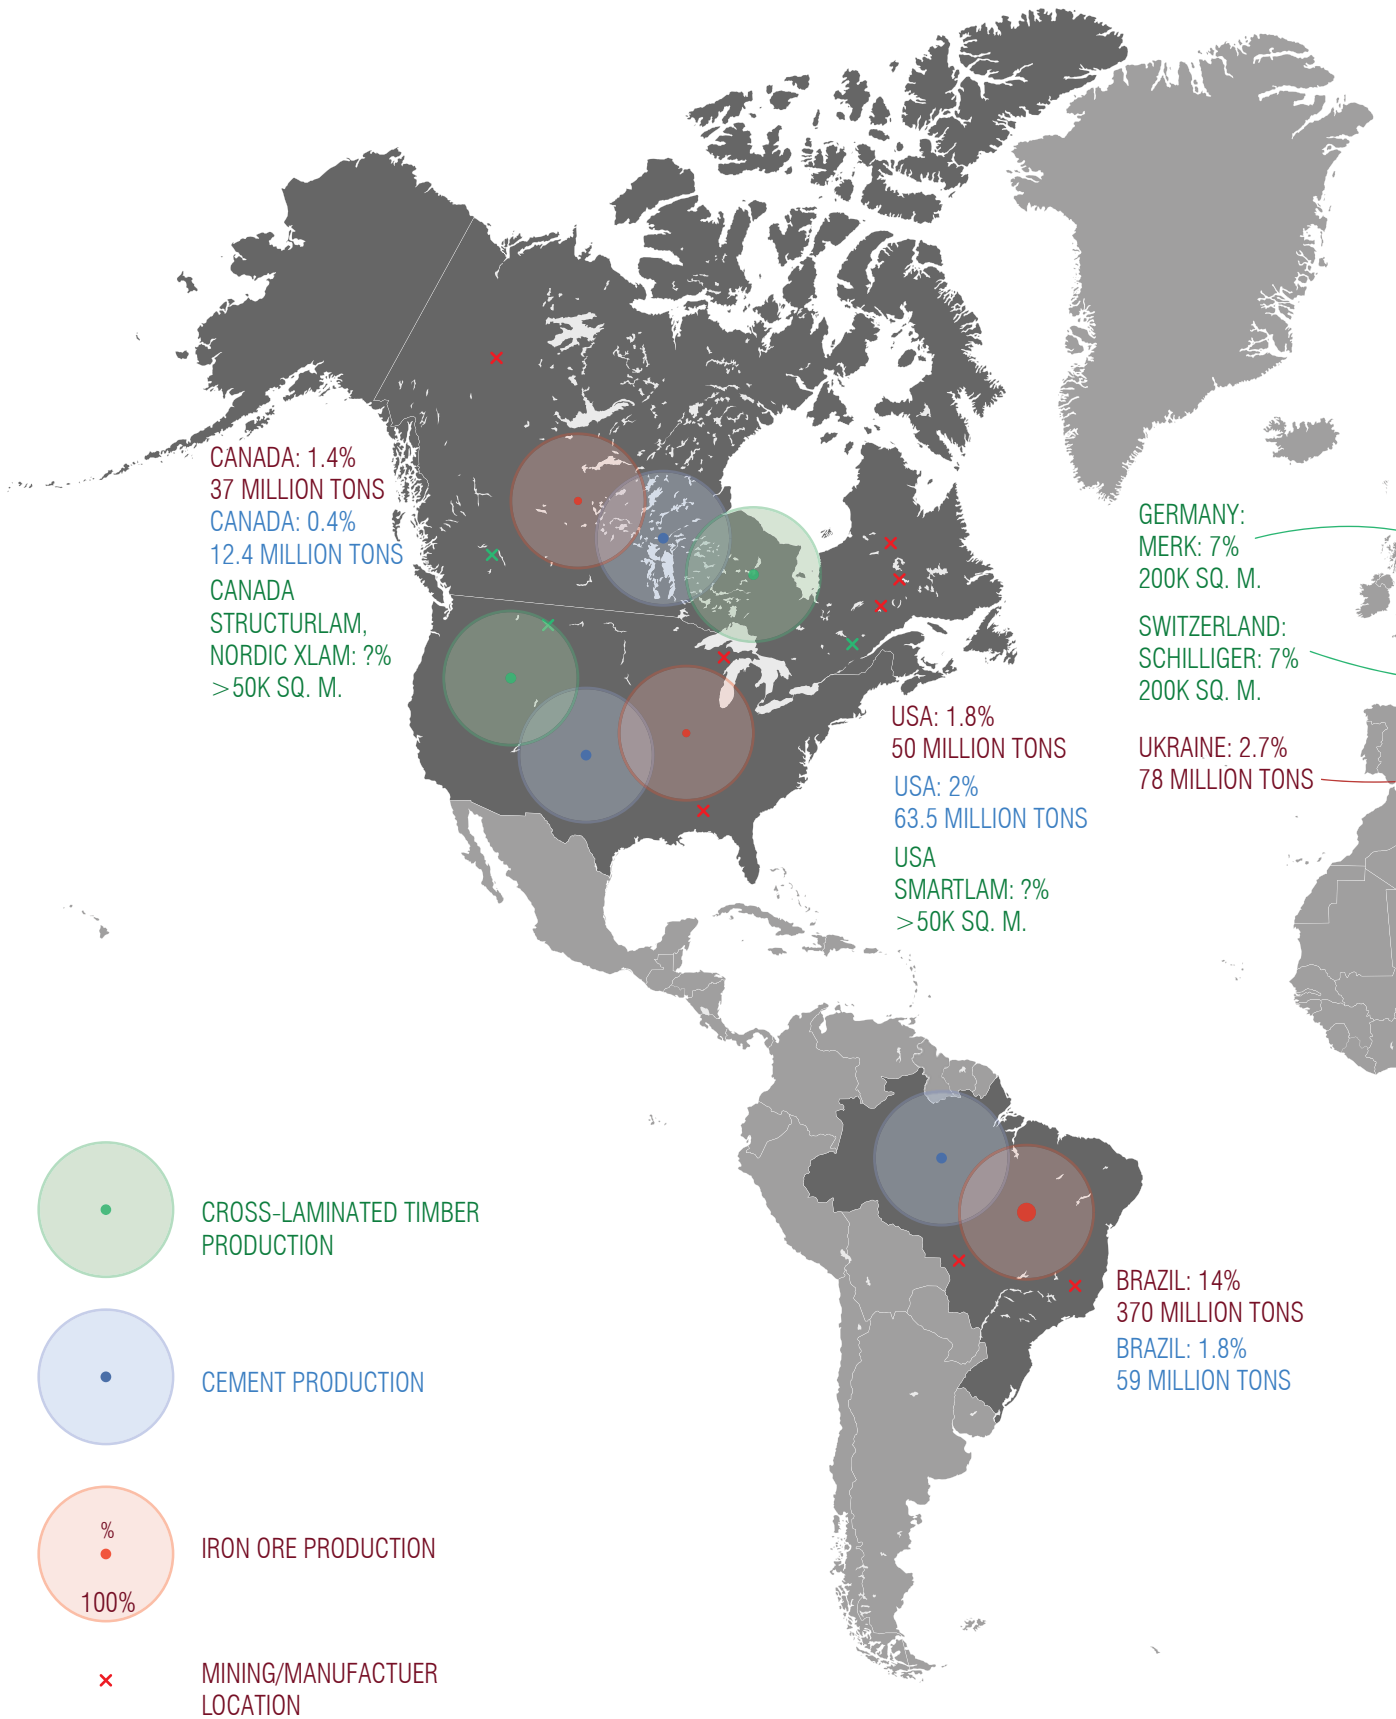 CANADA: 1.4%
37 MILLION TONS
CANADA: 0.4%
12.4 MILLION TONS
CANADA
STRUCTURLAM,
NORDIC XLAM: ?%
>50K SQ. M.
GERMANY:
MERK: 7%
200K SQ. M.
SWITZERLAND:
SCHILLIGER: 7%
200K SQ. M.
UKRAINE: 2.7%
78 MILLION TONS
USA: 1.8%
50 MILLION TONS
USA: 2%
63.5 MILLION TONS
USA
SMARTLAM: ?%
>50K SQ. M.
BRAZIL: 14%
370 MILLION TONS
BRAZIL: 1.8%
59 MILLION TONS
CROSS-LAMINATED TIMBER
PRODUCTION
CEMENT PRODUCTION
%
100%
IRON ORE PRODUCTION
MINING/MANUFACTUER
LOCATION